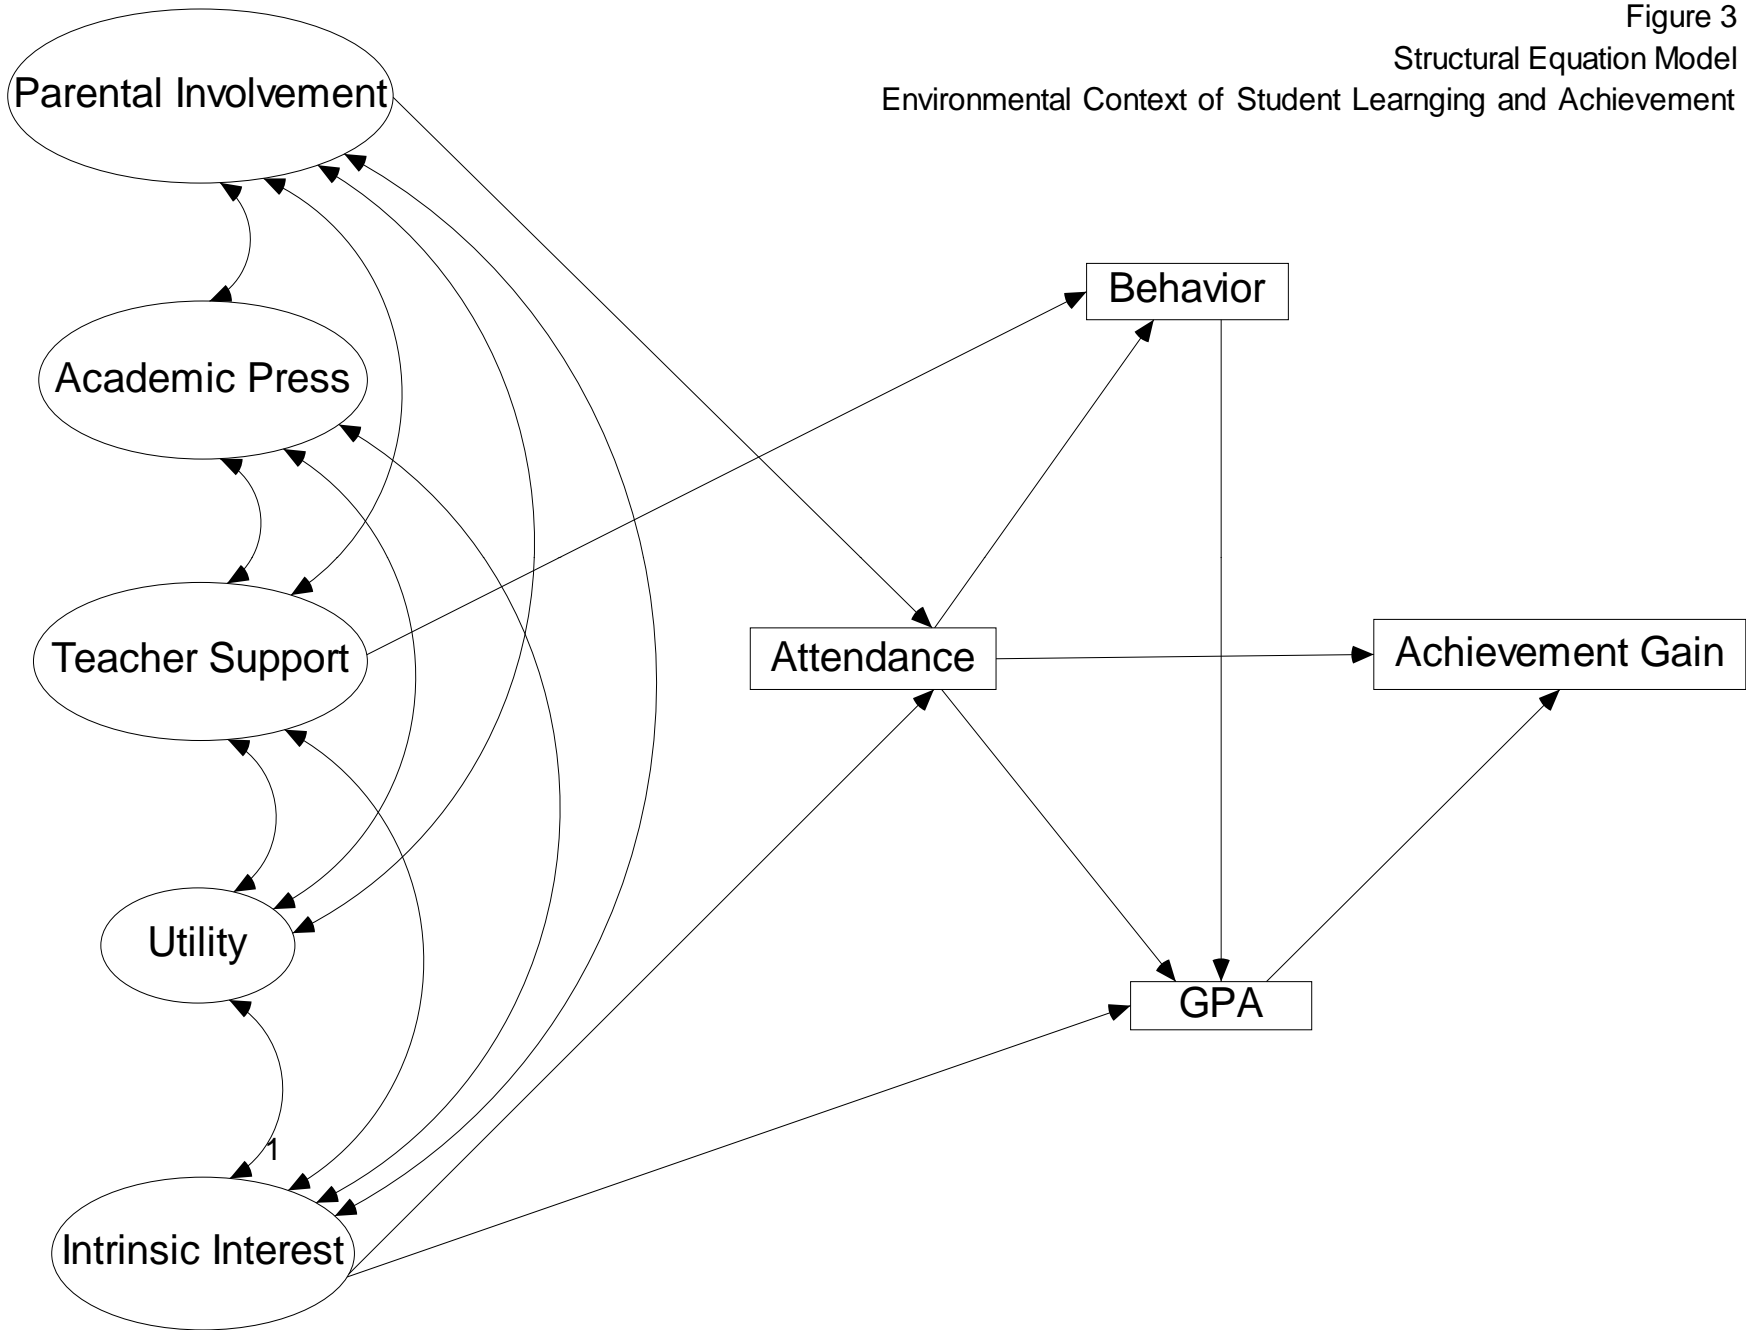 Figure 3
Structural Equation Model
Environmental Context of Student Learnging and Achievement
Parental Involvement
Behavior
Academic Press
Teacher Support
Attendance
Achievement Gain
Utility
GPA
1
Intrinsic Interest